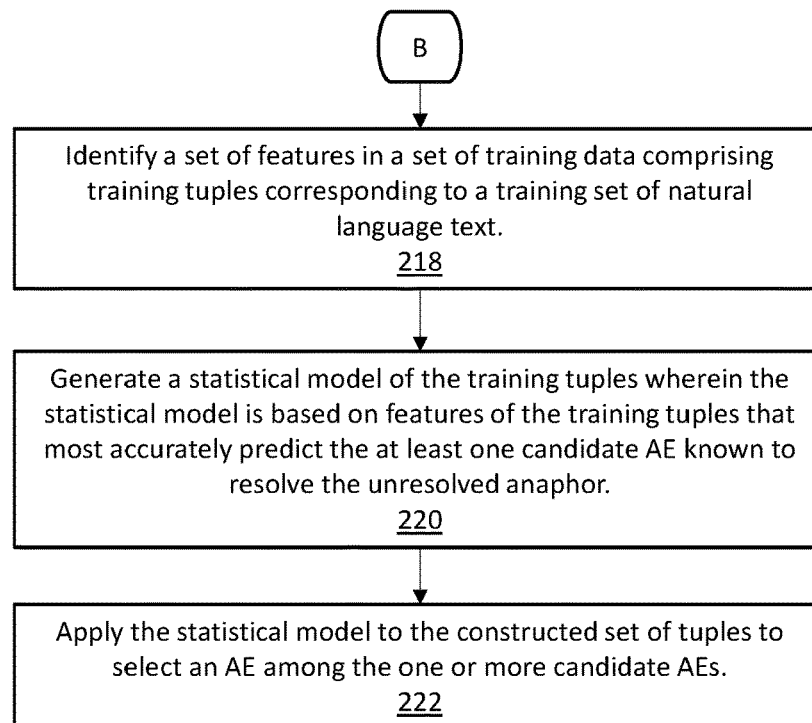 B
Identify a set of features in a set of training data comprising
training tuples corresponding to a training set of natural
language text.
218
Generate a statistical model of the training tuples wherein the
statistical model is based on features of the training tuples that
most accurately predict the at least one candidate AE known to
resolve the unresolved anaphor.
220
Apply the statistical model to the constructed set of tuples to
select an AE among the one or more candidate AEs.
222